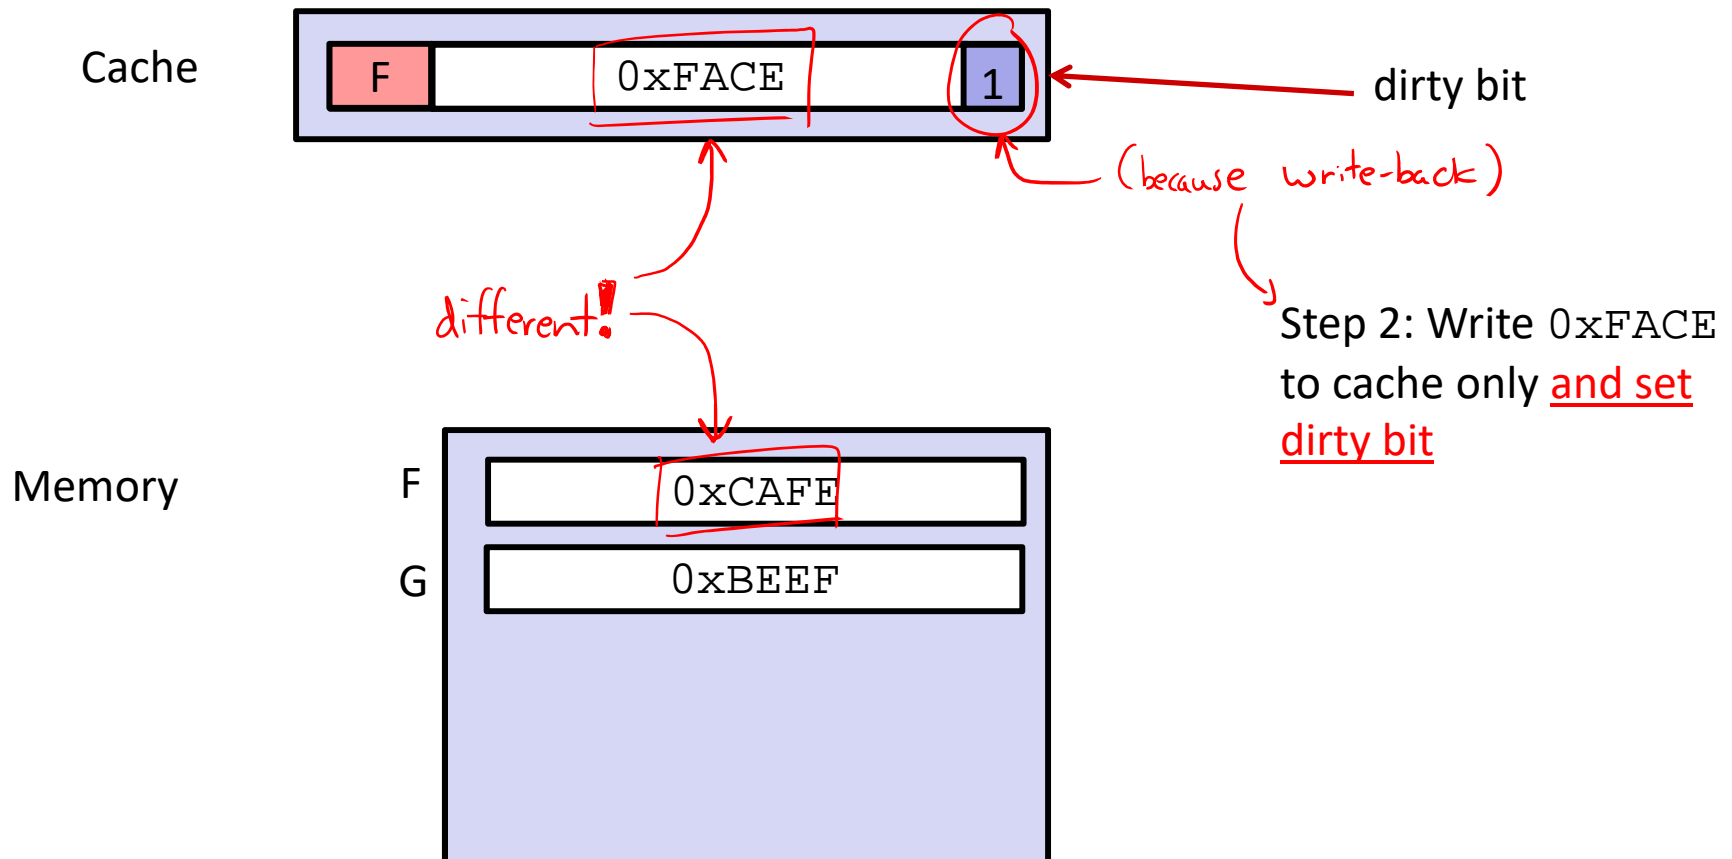 Cache
F
0xFACE
1
dirty bit
(because write-back)
different!
Step 2: Write 0xFACE
to cache only and set
dirty bit
Memory
F
0xCAFE
G
0xBEEF